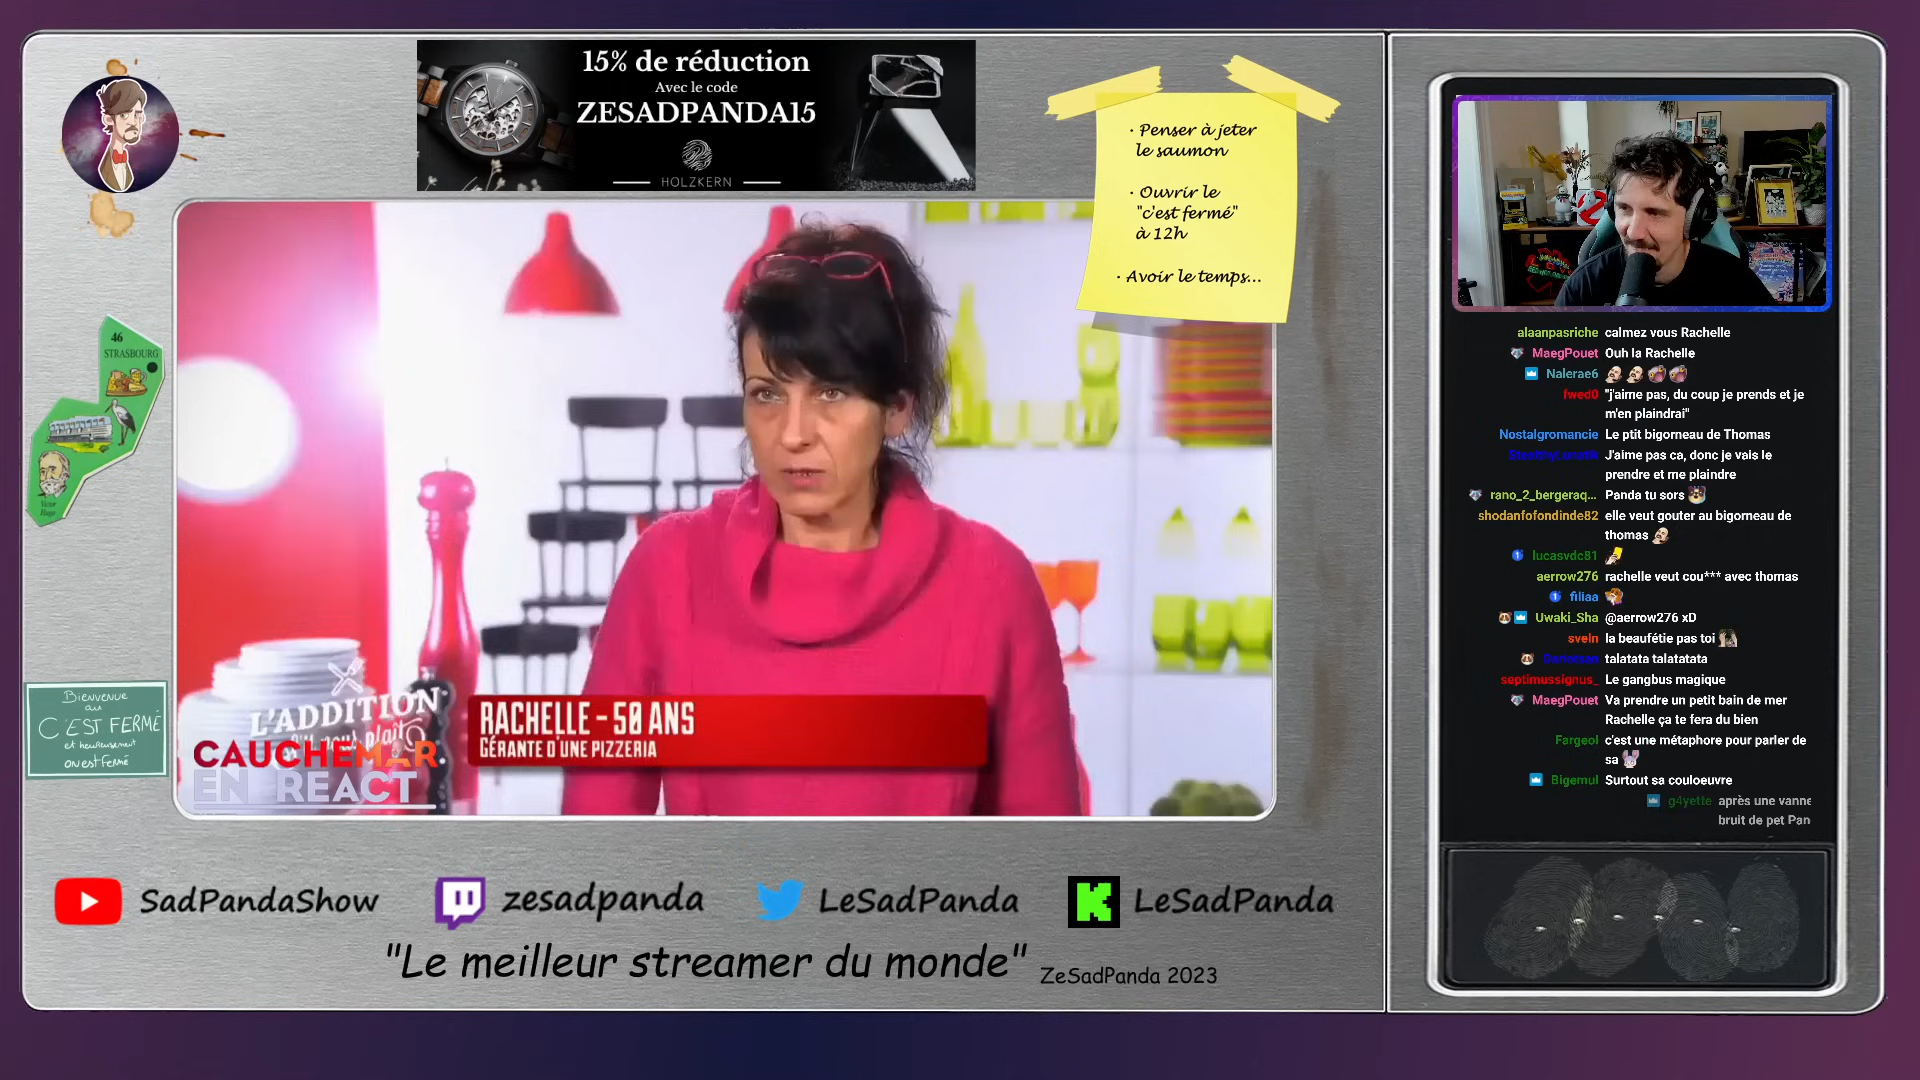 15% de réduction
Avec le code
ZESADPANDA15
HOLZKERN
· Penser à jeter
le saumon
· Ouvrir le
"c'est fermé"
à 12h
· Avoir le temps...
46
STRASBOURG
Victor
Hugo
Bienvenue
au
C'EST FERMÉ
et heureusement
on est fermé
L'ADDITION
s'il vous plaît
CAUCHEMAR
EN REACT
RACHELLE - 50 ANS
GÉRANTE D'UNE PIZZERIA
alaanpasriche calmez vous Rachelle
MaegPouet Ouh la Rachelle
Nalerae6
fwed0 "j'aime pas, du coup je prends et je
m'en plaindrai"
Nostalgromancie Le ptit bigorneau de Thomas
J'aime pas ca, donc je vais le
prendre et me plaindre
rano_2_bergeraq... Panda tu sors
shodanfofondinde82 elle veut gouter au bigorneau de
thomas
lucasvdc81
aerrow276 rachelle veut cou*** avec thomas
filiaa
Uwaki_Sha @aerrow276 xD
sveln la beaufétie pas toi
talatata talatatata
septimussignus_ Le gangbus magique
MaegPouet Va prendre un petit bain de mer
Rachelle ça te fera du bien
Fargeol c'est une métaphore pour parler de
sa
Bigemul Surtout sa couloeuvre
g4yette après une vanne
bruit de pet Pan
SadPandaShow
zesadpanda
LeSadPanda
LeSadPanda
"Le meilleur streamer du monde"
ZeSadPanda 2023